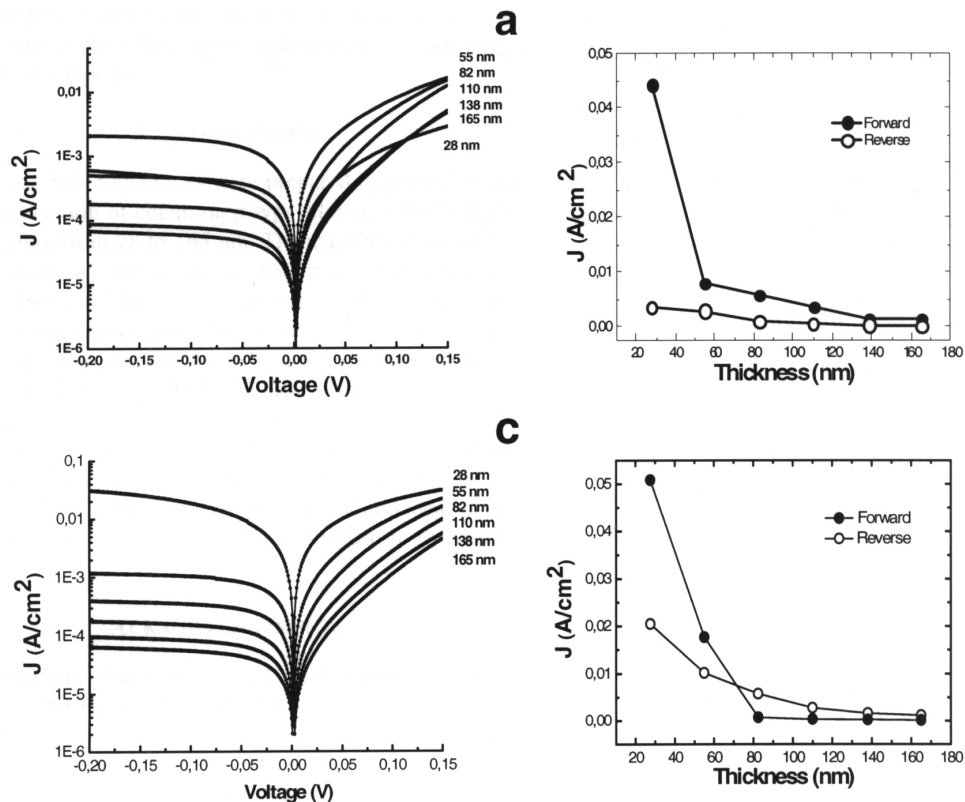 a
0,01
1E-3
1E-4
1E-5
1E-6
J (A/cm2)
-0,20 -0,15 -0,10 -0,05 0,00 0,05 0,10 0,15
Voltage (V)
55 nm
82 nm
110 nm
138 nm
165 nm
28 nm
0,05
0,04
0,03
0,02
0,01
0,00
J (A/cm2)
20 40 60 80 100 120 140 160 180
Thickness (nm)
Forward
Reverse
c
0,1
0,01
1E-3
1E-4
1E-5
1E-6
J (A/cm2)
-0,20 -0,15 -0,10 -0,05 0,00 0,05 0,10 0,15
Voltage (V)
28 nm
55 nm
82 nm
110 nm
138 nm
165 nm
0,05
0,04
0,03
0,02
0,01
0,00
J (A/cm2)
20 40 60 80 100 120 140 160 180
Thickness (nm)
Forward
Reverse